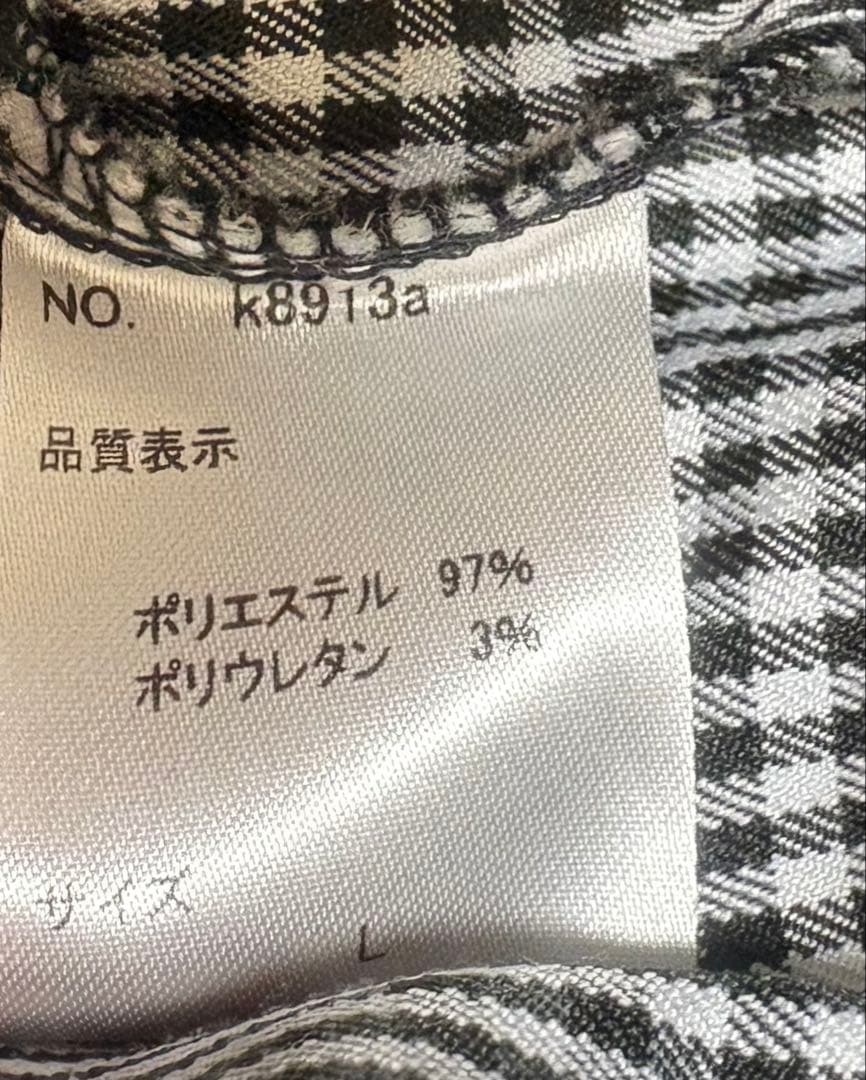 NO. k8913a
品質表示
ポリエステル 97%
ポリウレタン 3%
サイズ
L